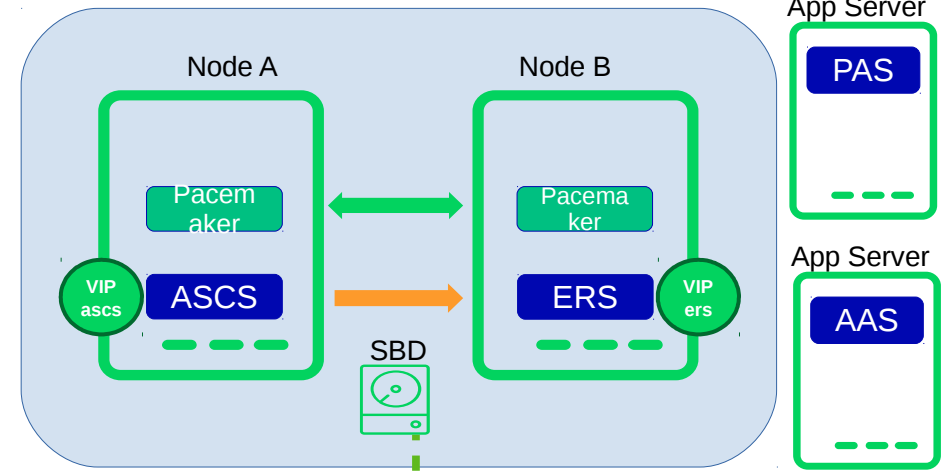 App Server
Node A
Node B
PAS
Pacem
aker
Pacema
ker
App Server
VIP
ascs
ASCS
ERS
VIP
ers
AAS
SBD